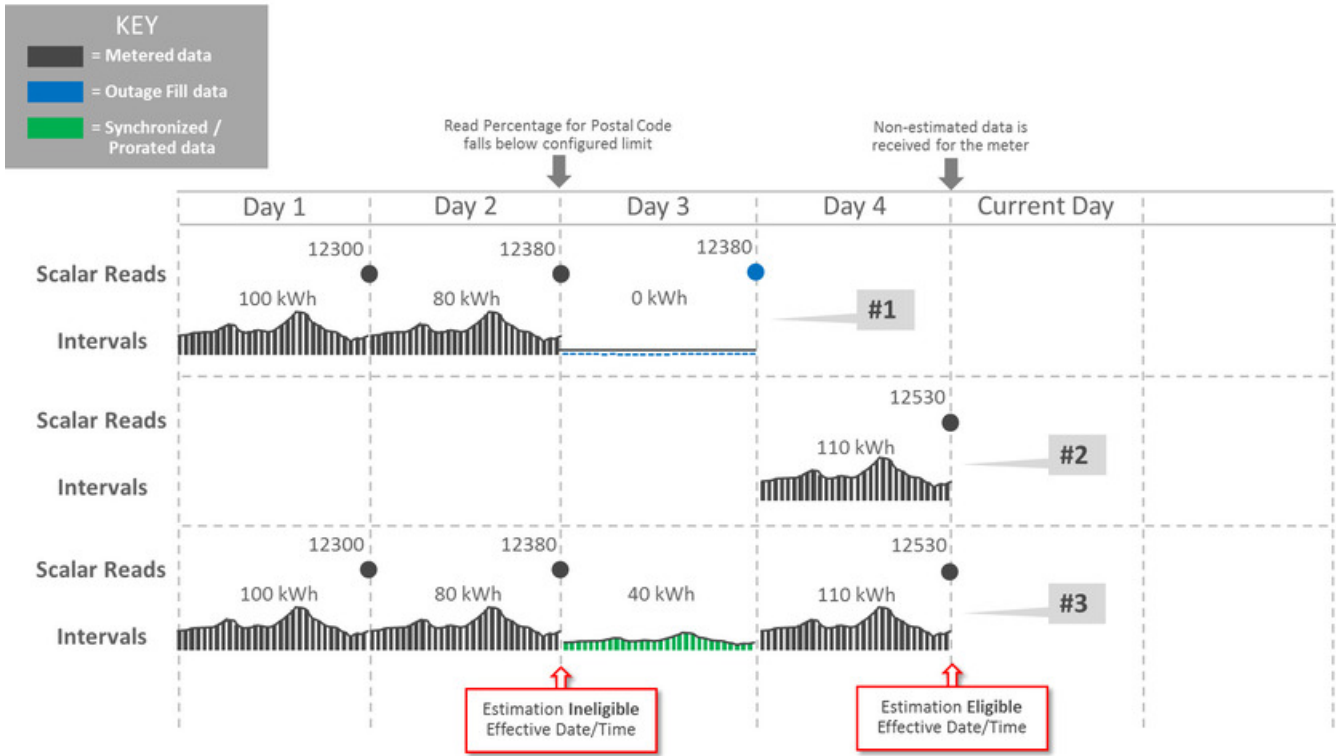 KEY
= Metered data
= Outage Fill data
= Synchronized /
Prorated data
Read Percentage for Postal Code
falls below configured limit
Non-estimated data is
received for the meter
Day 1 Day 2 Day 3 Day 4 Current Day
12300 12380 12380
Scalar Reads
100 kWh 80 kWh 0 kWh
#1
Intervals
12530
Scalar Reads
110 kWh
#2
Intervals
12300 12380 12530
Scalar Reads
100 kWh 80 kWh 40 kWh 110 kWh
#3
Intervals
Estimation Ineligible
Effective Date/Time
Estimation Eligible
Effective Date/Time